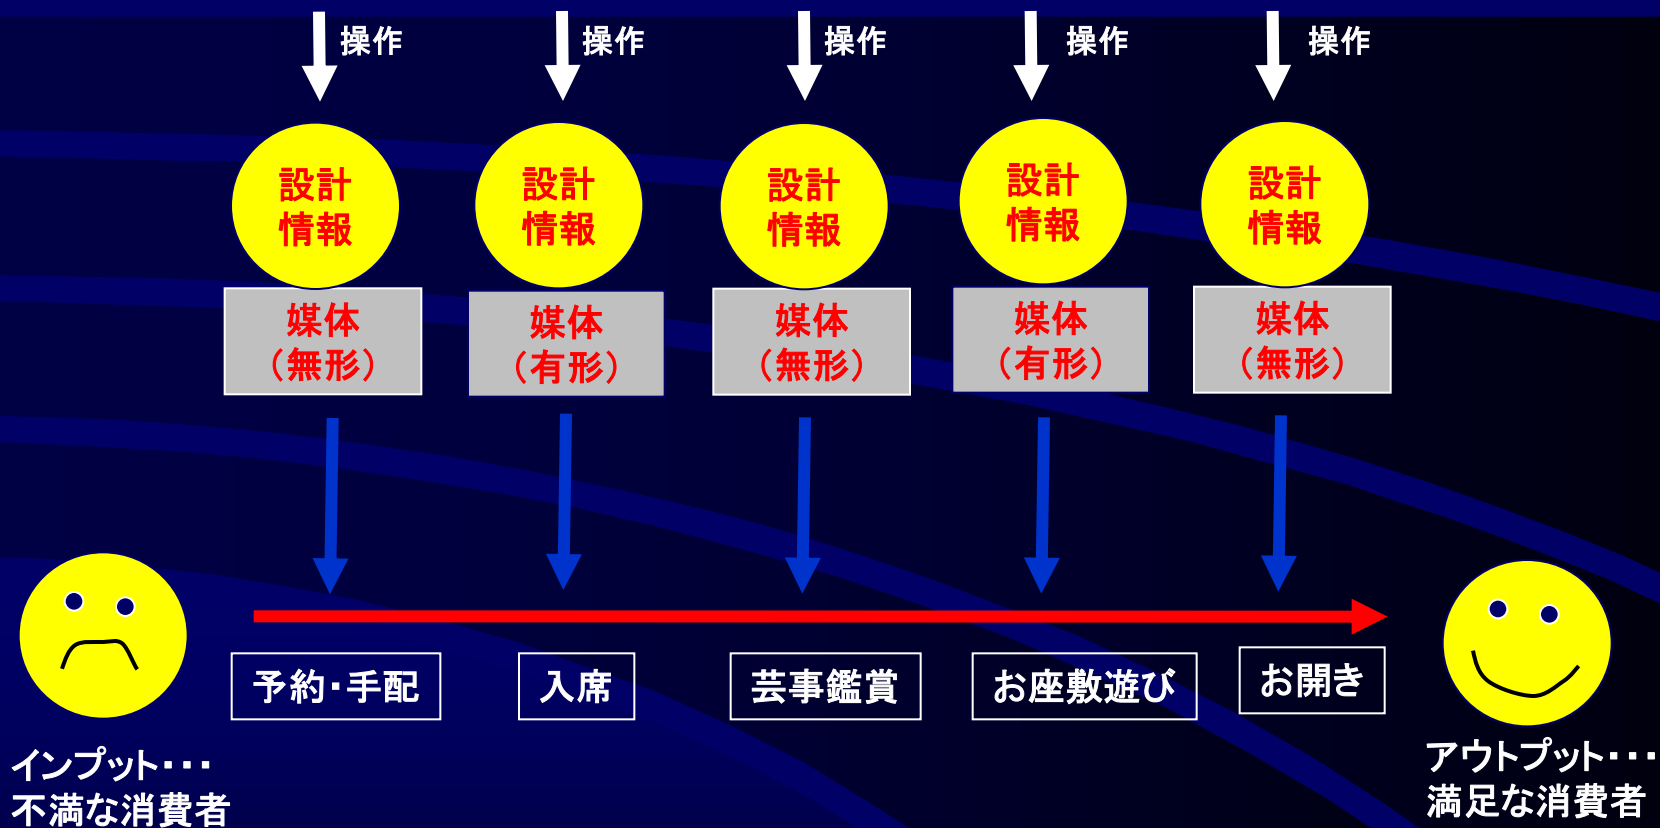 操作
操作
操作
操作
操作
設計
情報
設計
情報
設計
情報
設計
情報
設計
情報
媒体
（無形）
媒体
（有形）
媒体
（無形）
媒体
（有形）
媒体
（無形）
予約・手配
入席
芸事鑑賞
お座敷遊び
お開き
インプット・・・
不満な消費者
アウトプット・・・
満足な消費者